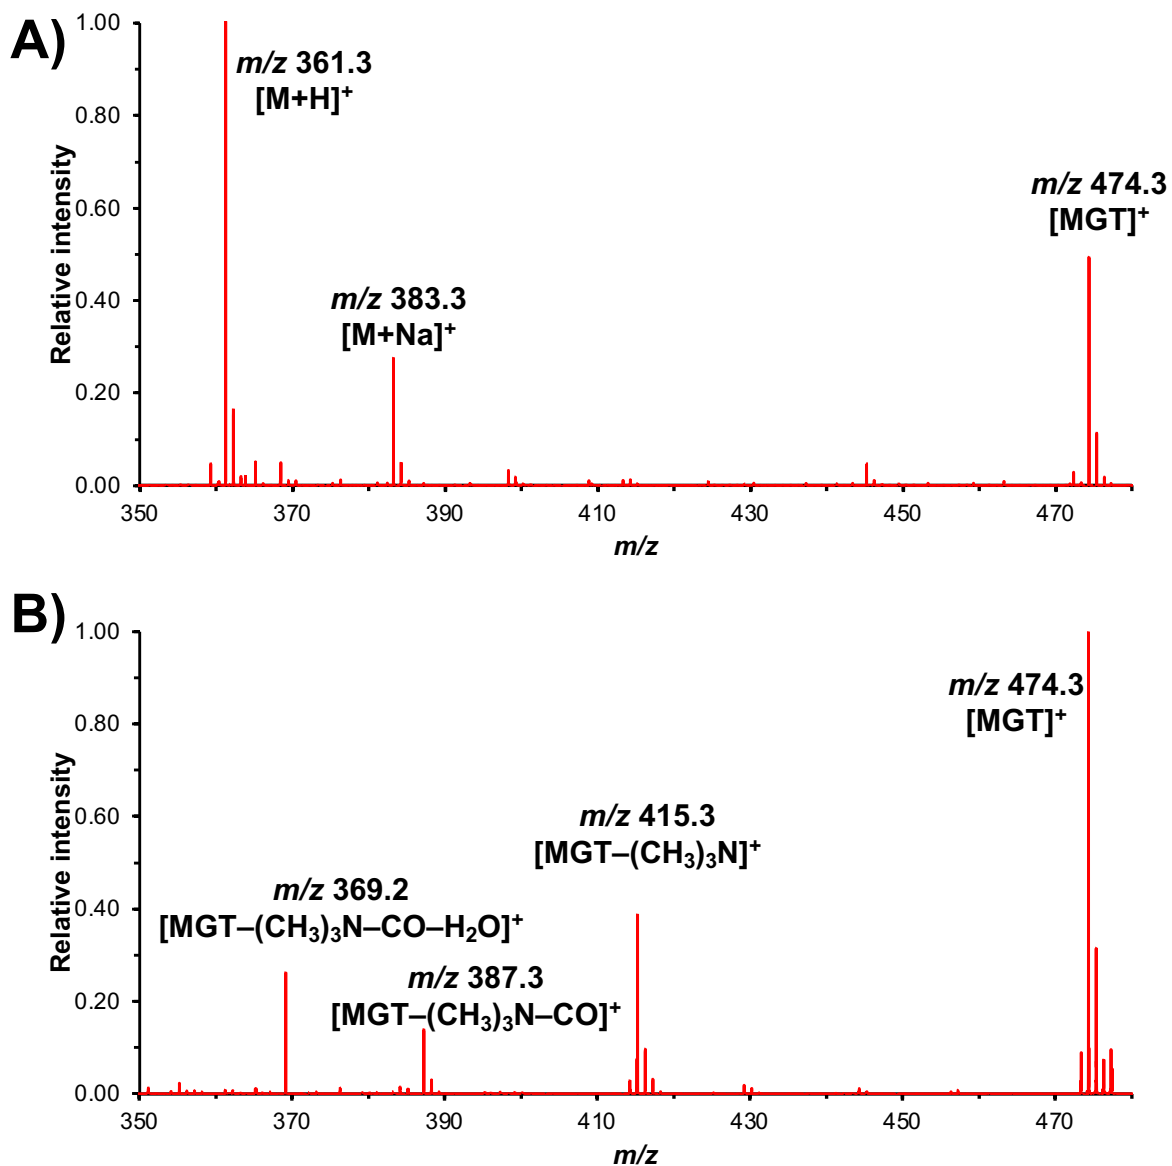 A)
1.00
0.80
0.60
0.40
0.20
0.00
Relative intensity
m/z 361.3
[M+H]⁺
m/z 383.3
[M+Na]⁺
m/z 474.3
[MGT]⁺
350 370 390 410 430 450 470
m/z
B)
1.00
0.80
0.60
0.40
0.20
0.00
Relative intensity
m/z 474.3
[MGT]⁺
m/z 415.3
[MGT–(CH₃)₃N]⁺
m/z 369.2
[MGT–(CH₃)₃N–CO–H₂O]⁺
m/z 387.3
[MGT–(CH₃)₃N–CO]⁺
350 370 390 410 430 450 470
m/z